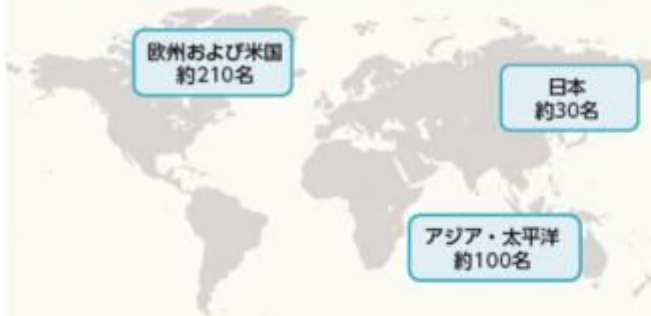 欧州および米国
約210名
日本
約30名
アジア・太平洋
約100名